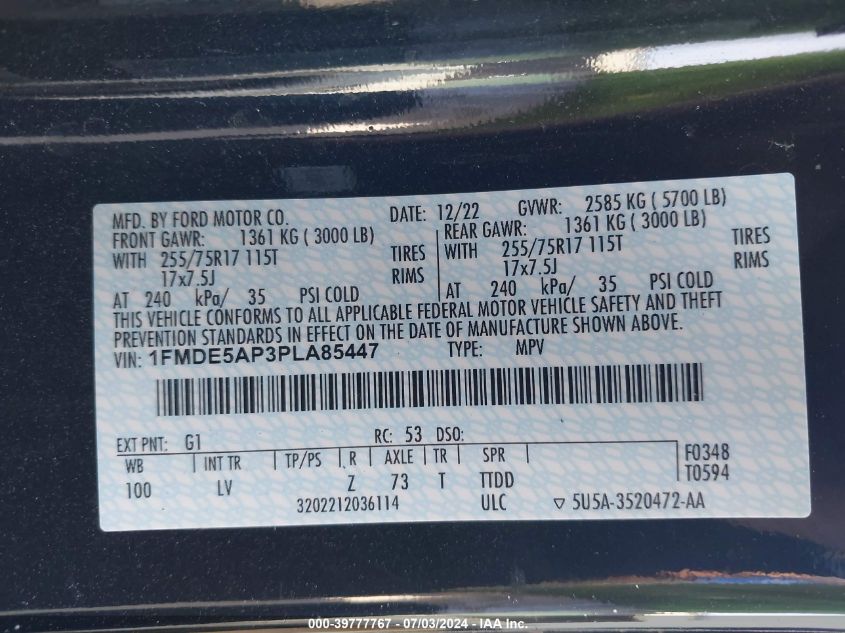 MFD. BY FORD MOTOR CO. DATE: 12/22 GVWR: 2585 KG ( 5700 LB)
FRONT GAWR: 1361 KG ( 3000 LB) REAR GAWR: 1361 KG ( 3000 LB)
WITH 255/75R17 115T TIRES WITH 255/75R17 115T TIRES
17x7.5J RIMS 17x7.5J RIMS
AT 240 kPa/ 35 PSI COLD AT 240 kPa/ 35 PSI COLD
THIS VEHICLE CONFORMS TO ALL APPLICABLE FEDERAL MOTOR VEHICLE SAFETY AND THEFT
PREVENTION STANDARDS IN EFFECT ON THE DATE OF MANUFACTURE SHOWN ABOVE.
VIN: 1FMDE5AP3PLA85447 TYPE: MPV
EXT PNT: G1 RC: 53 DSO:
WB INT TR TP/PS R AXLE TR SPR F0348
100 LV Z 73 T TTDD T0594
3202212036114 ULC ▽ 5U5A-3520472-AA
000-39777767 - 07/03/2024 - IAA Inc.